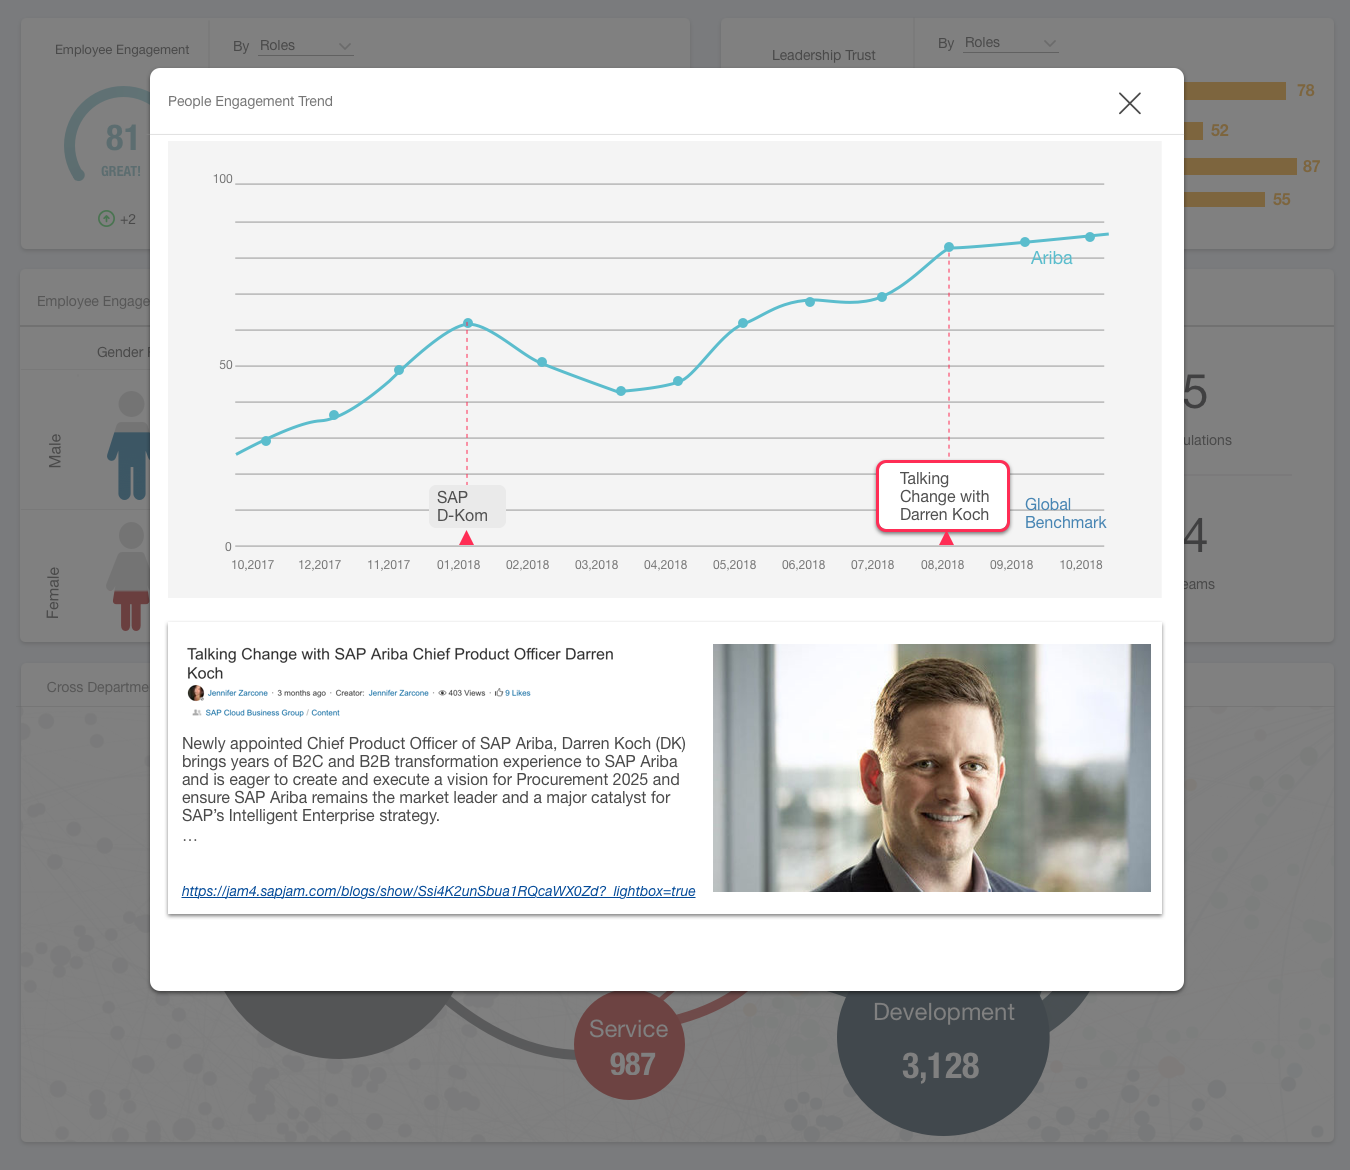 Employee Engagement
By Roles
Leadership Trust
By Roles
81
GREAT!
+2
78
52
87
55
People Engagement Trend
100
50
0
Ariba
SAP
D-Kom
Talking
Change with
Darren Koch
Global
Benchmark
10,2017 12,2017 11,2017 01,2018 02,2018 03,2018 04,2018 05,2018 06,2018 07,2018 08,2018 09,2018 10,2018
Employee Engage
Gender
Male
Female
5
ulations
4
eams
Talking Change with SAP Ariba Chief Product Officer Darren
Koch
Jennifer Zarcone · 3 months ago · Creator: Jennifer Zarcone · 403 Views · 9 Likes
SAP Cloud Business Group / Content
Newly appointed Chief Product Officer of SAP Ariba, Darren Koch (DK)
brings years of B2C and B2B transformation experience to SAP Ariba
and is eager to create and execute a vision for Procurement 2025 and
ensure SAP Ariba remains the market leader and a major catalyst for
SAP's Intelligent Enterprise strategy.
...
https://jam4.sapjam.com/blogs/show/Ssi4K2unSbua1RQcaWX0Zd?_lightbox=true
Cross Departme
Service
987
Development
3,128